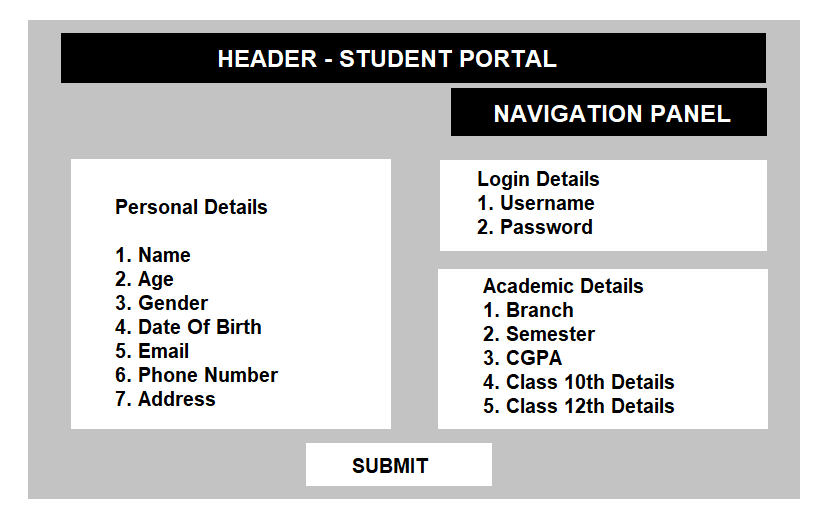 HEADER - STUDENT PORTAL
NAVIGATION PANEL
Personal Details
1. Name
2. Age
3. Gender
4. Date Of Birth
5. Email
6. Phone Number
7. Address
Login Details
1. Username
2. Password
Academic Details
1. Branch
2. Semester
3. CGPA
4. Class 10th Details
5. Class 12th Details
SUBMIT